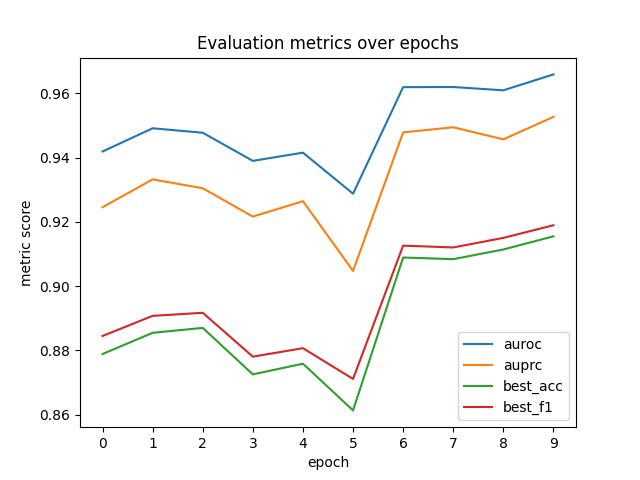 Evaluation metrics over epochs
metric score
0.96
0.94
0.92
0.90
0.88
0.86
auroc
auprc
best_acc
best_f1
0 1 2 3 4 5 6 7 8 9
epoch